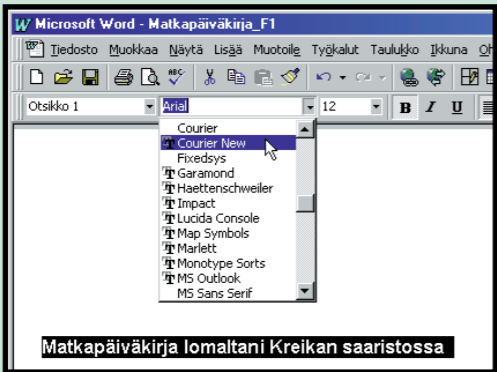 Microsoft Word - Matkapäiväkirja_F1
Tiedosto Muokkaa Näytä Lisää Muotoile Työkalut Taulukko Ikkuna
Otsikko 1 Arial 12 B I U
Courier
Courier New
Fixedsys
Garamond
Haettenschweiler
Impact
Lucida Console
Map Symbols
Marlett
Monotype Sorts
MS Outlook
MS Sans Serif
Matkapäiväkirja lomaltani Kreikan saaristossa